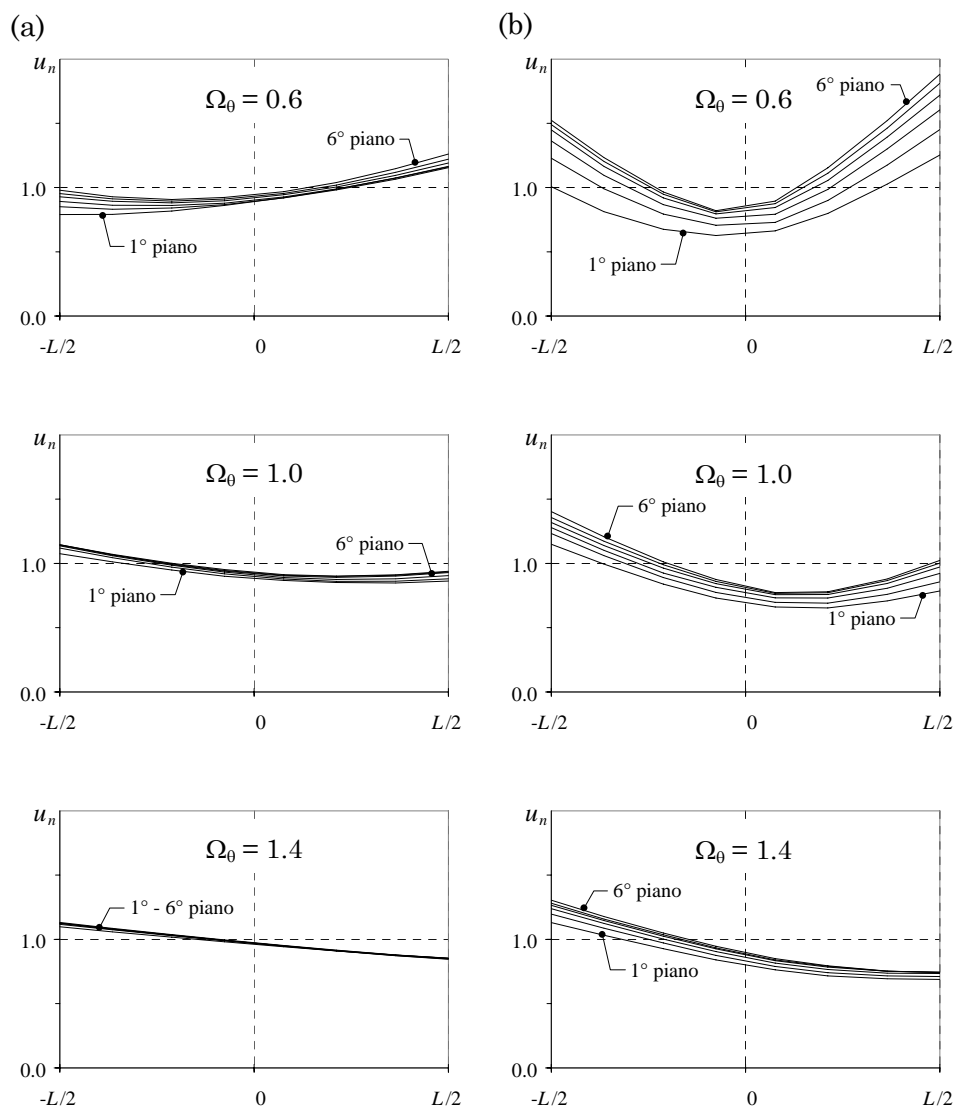 (a)
(b)
u_n
Ω_θ = 0.6
6° piano
1.0
1° piano
0.0
-L/2
0
L/2
u_n
Ω_θ = 0.6
6° piano
1.0
1° piano
0.0
-L/2
0
L/2
u_n
Ω_θ = 1.0
6° piano
1.0
1° piano
0.0
-L/2
0
L/2
u_n
Ω_θ = 1.0
6° piano
1.0
1° piano
0.0
-L/2
0
L/2
u_n
Ω_θ = 1.4
1° - 6° piano
1.0
0.0
-L/2
0
L/2
u_n
Ω_θ = 1.4
6° piano
1.0
1° piano
0.0
-L/2
0
L/2